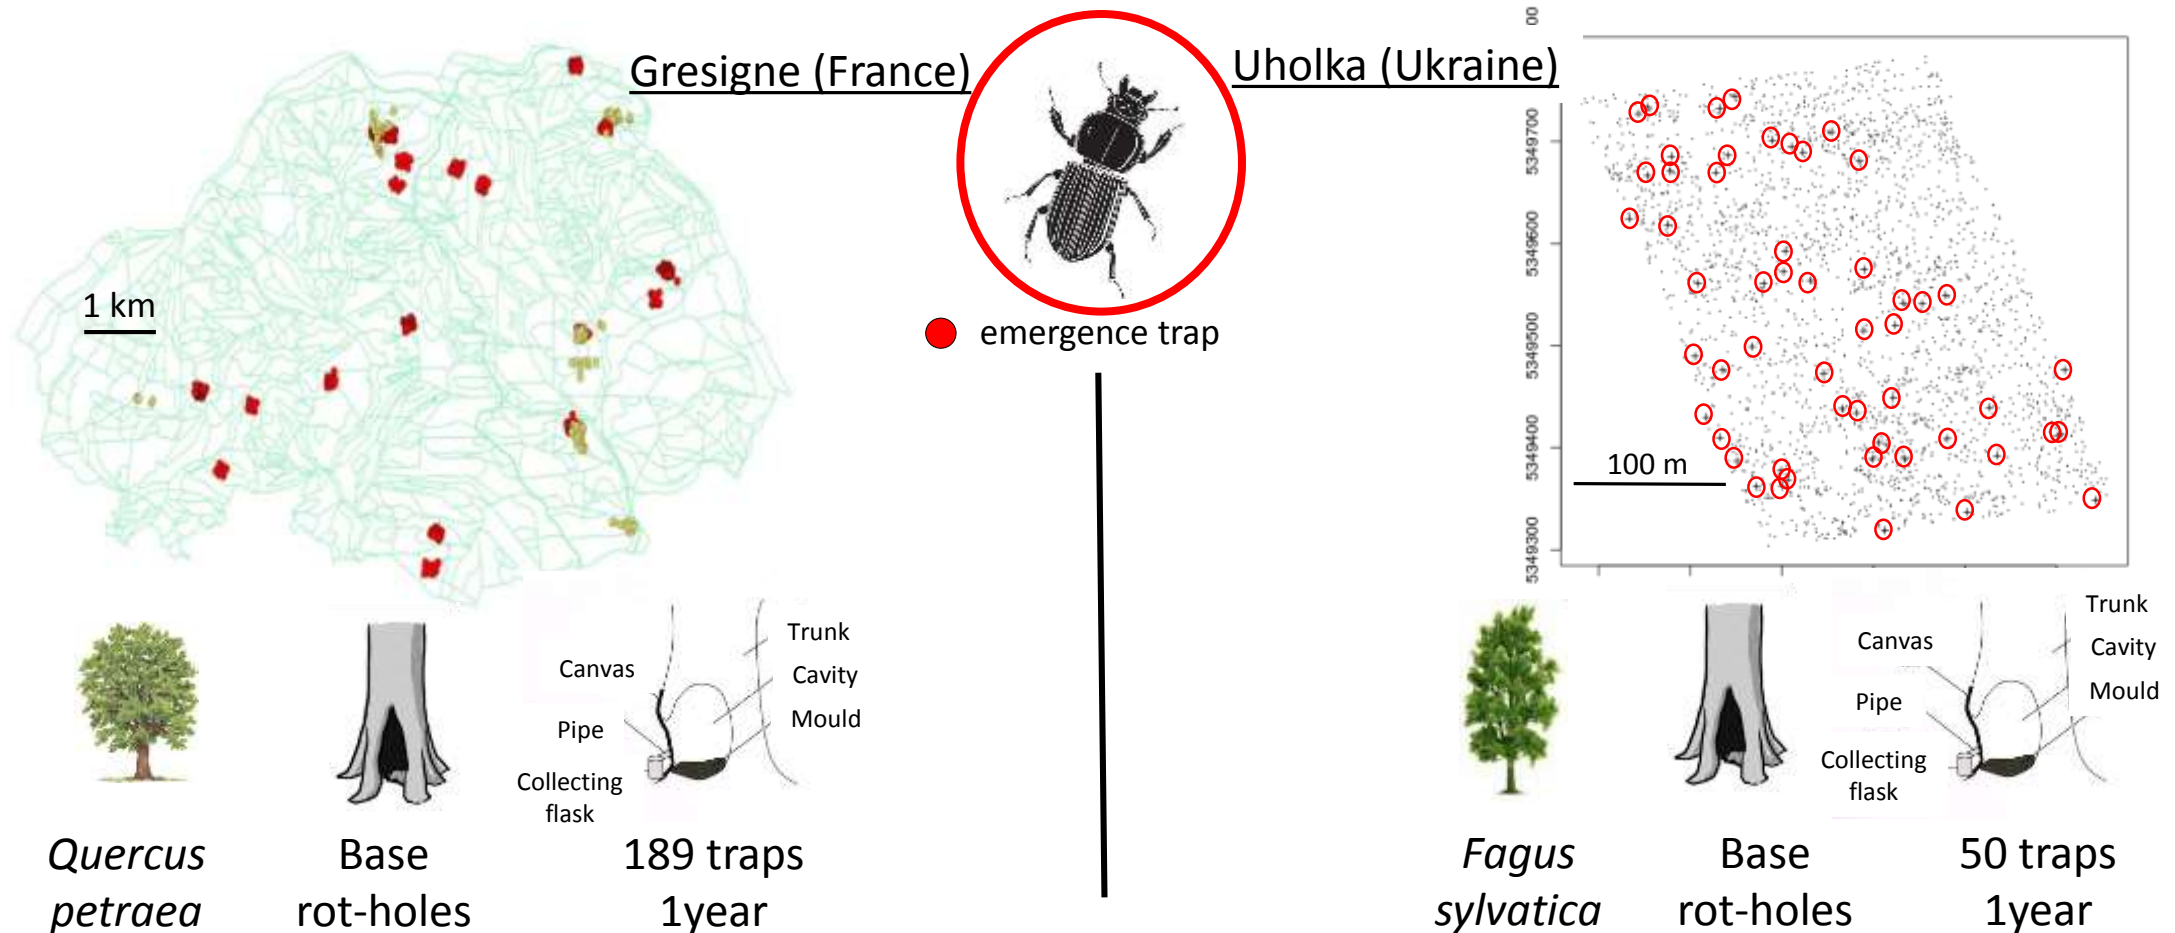 Gresigne (France)
Uholka (Ukraine)
1 km
emergence trap
00
5349700
5349600
5349500
5349400
5349300
100 m
Canvas
Pipe
Collecting
flask
Trunk
Cavity
Mould
Canvas
Pipe
Collecting
flask
Trunk
Cavity
Mould
Quercus
petraea
Base
rot-holes
189 traps
1year
Fagus
sylvatica
Base
rot-holes
50 traps
1year